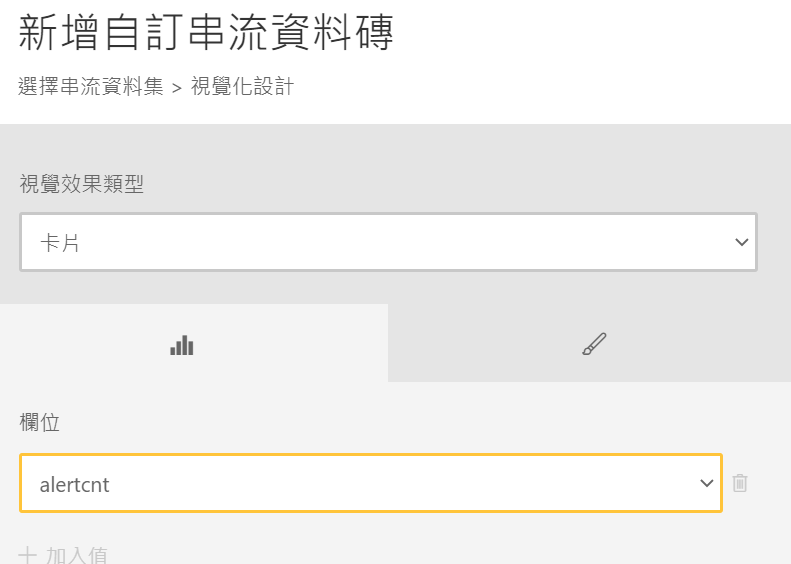 新增自訂串流資料磚
選擇串流資料集 > 視覺化設計
視覺效果類型
卡片
欄位
alertcnt
加入值